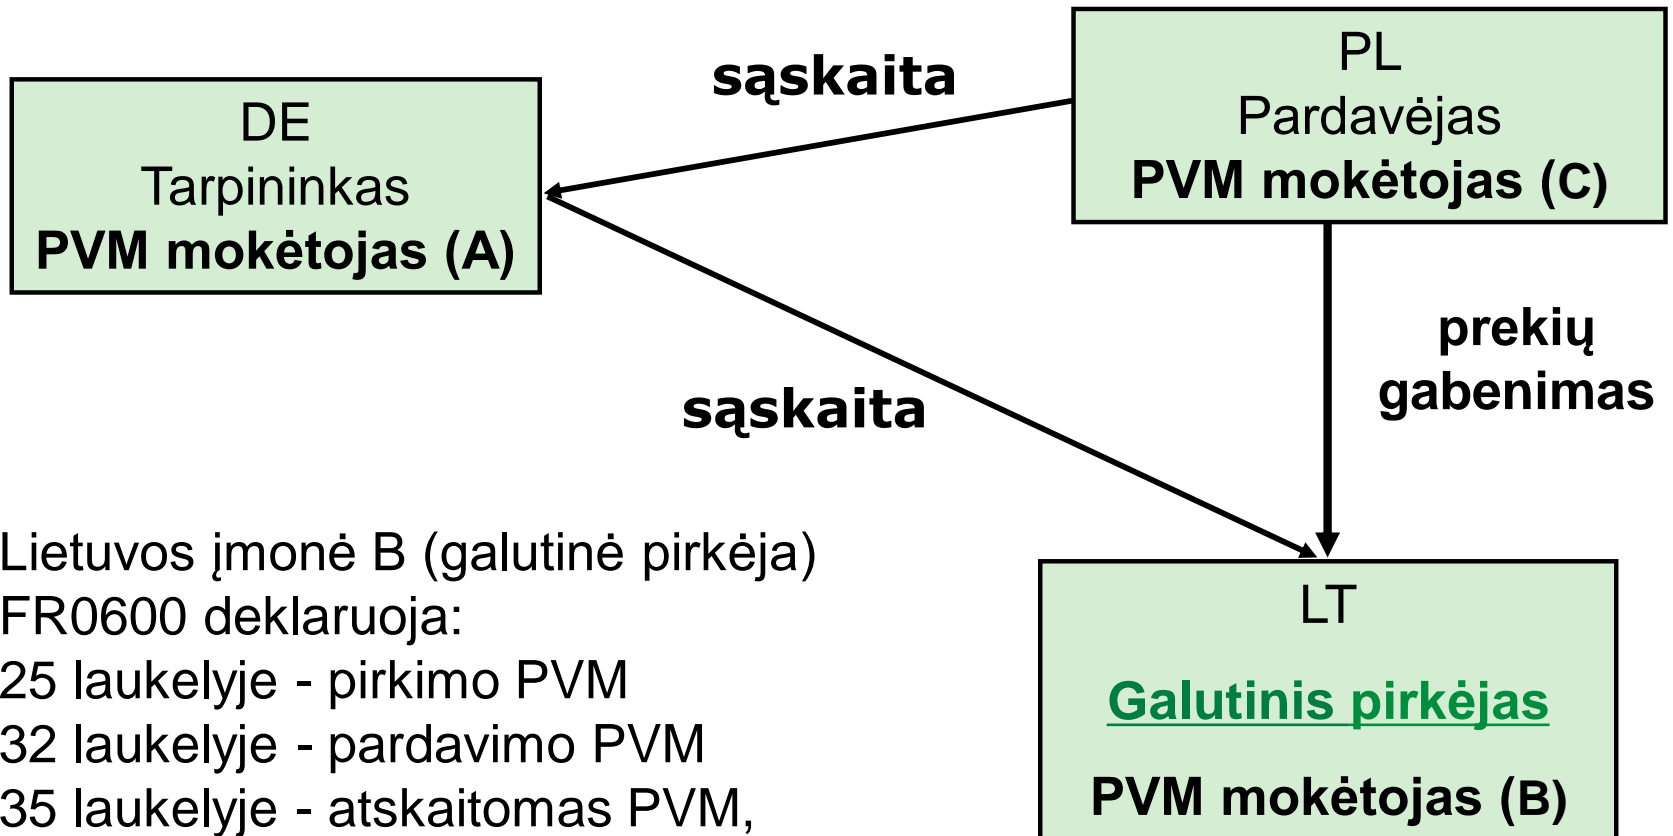 DE
Tarpininkas
PVM mokėtojas (A)
sąskaita
PL
Pardavėjas
PVM mokėtojas (C)
prekių
gabenimas
sąskaita
Lietuvos įmonė B (galutinė pirkėja)
FR0600 deklaruoja:
25 laukelyje - pirkimo PVM
32 laukelyje - pardavimo PVM
35 laukelyje - atskaitomas PVM,
LT
Galutinis pirkėjas
PVM mokėtojas (B)